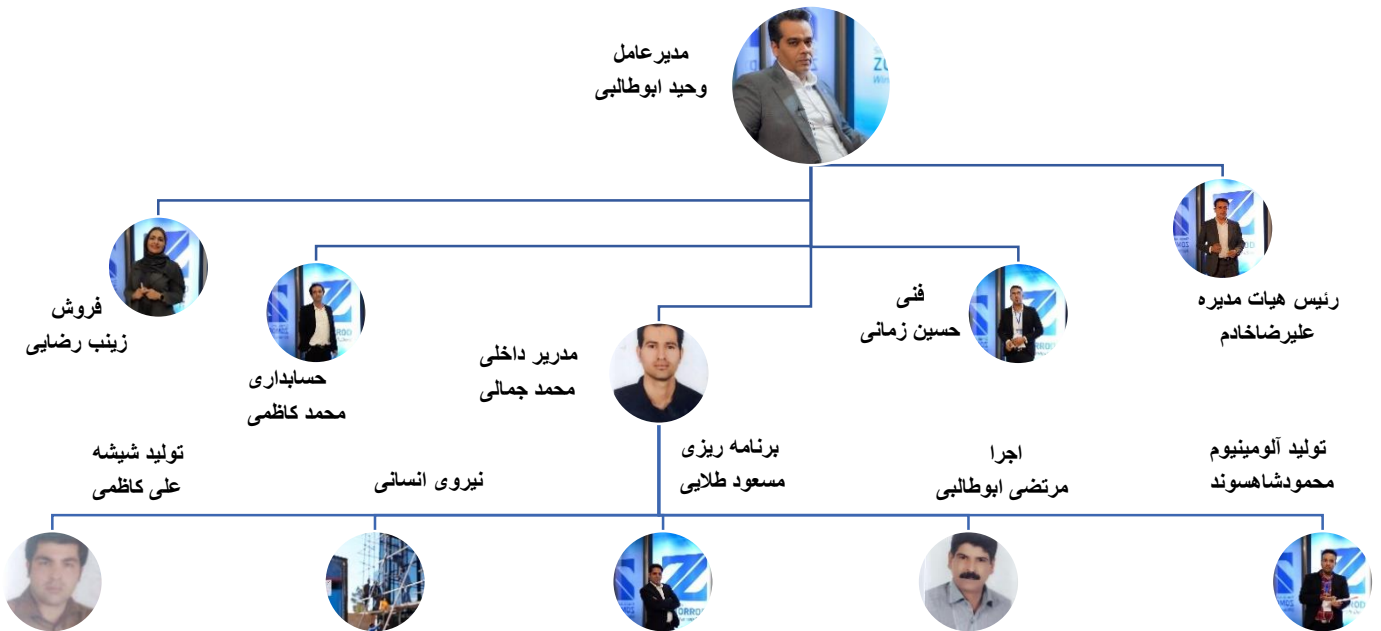 مدیرعامل
وحید ابوطالبی
رئیس هیات مدیره
علیرضاخادم
فنی
حسین زمانی
مدریر داخلی
محمد جمالی
حسابداری
محمد کاظمی
فروش
زینب رضایی
تولید آلومینیوم
محمودشاهسوند
اجرا
مرتضی ابوطالبی
برنامه ریزی
مسعود طلایی
نیروی انسانی
تولید شیشه
علی کاظمی